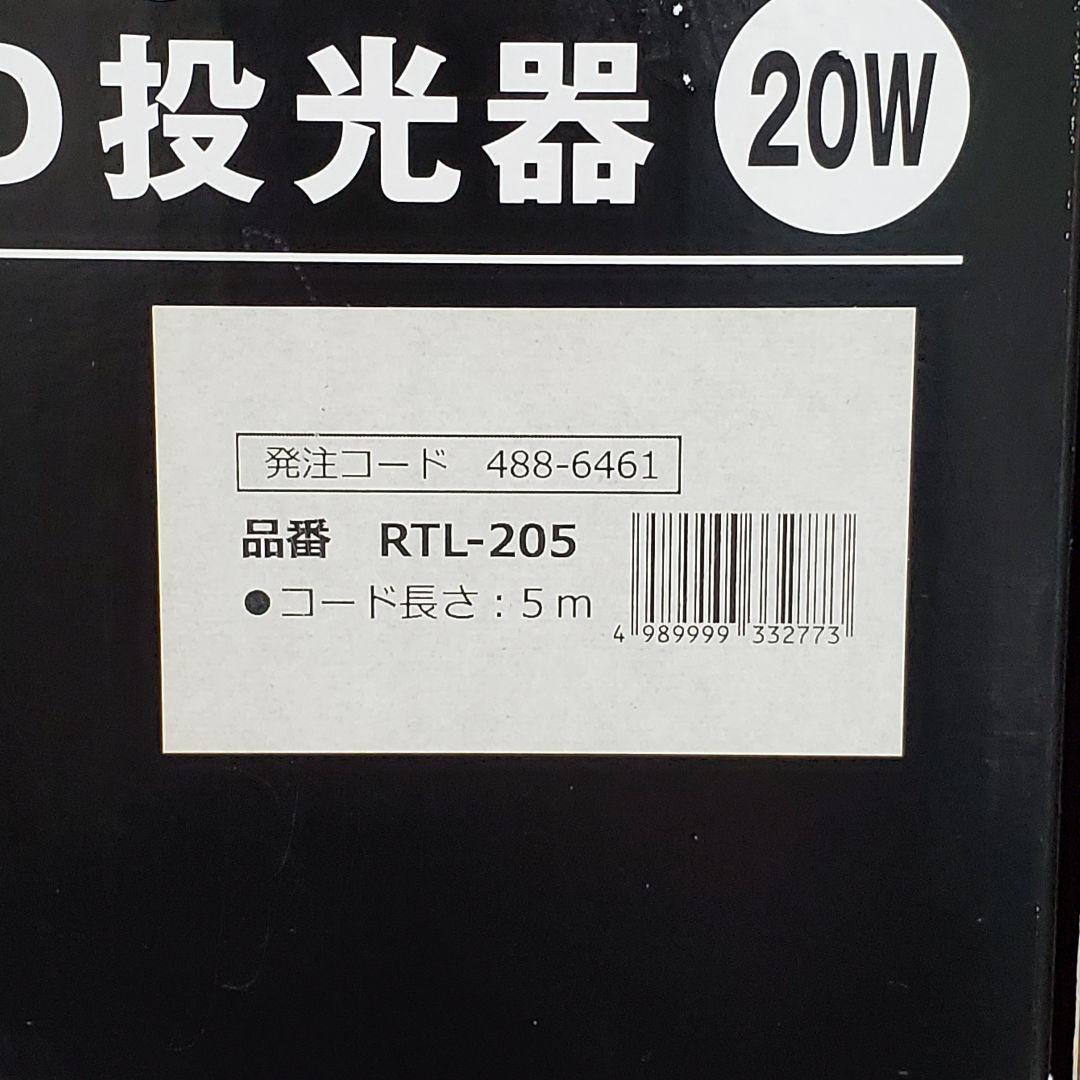 D投光器 20W
発注コード 488-6461
品番 RTL-205
●コード長さ:5m
4 989999 332773